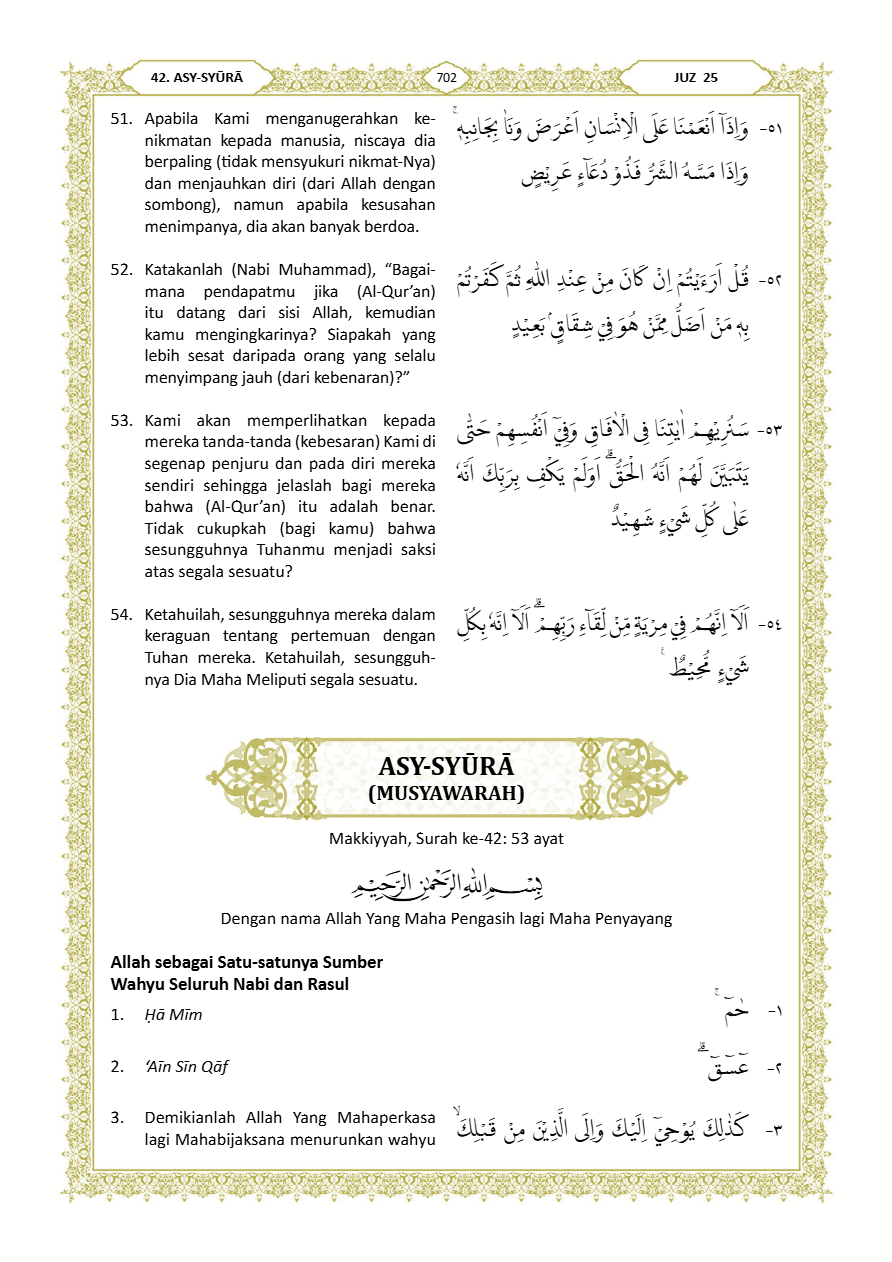 42. ASY-SYŪRĀ
702
JUZ 25
51. Apabila Kami menganugerahkan ke-
nikmatan kepada manusia, niscaya dia
berpaling (tidak mensyukuri nikmat-Nya)
dan menjauhkan diri (dari Allah dengan
sombong), namun apabila kesusahan
menimpanya, dia akan banyak berdoa.
٥١- وَاِذَآ اَنْعَمْنَا عَلَى الْاِنْسَانِ اَعْرَضَ وَنَاٰ بِجَانِبِهٖۚ
وَاِذَا مَسَّهُ الشَّرُّ فَذُوْ دُعَاۤءٍ عَرِيْضٍ
52. Katakanlah (Nabi Muhammad), “Bagai-
mana pendapatmu jika (Al-Qur’an)
itu datang dari sisi Allah, kemudian
kamu mengingkarinya? Siapakah yang
lebih sesat daripada orang yang selalu
menyimpang jauh (dari kebenaran)?”
٥٢- قُلْ اَرَءَيْتُمْ اِنْ كَانَ مِنْ عِنْدِ اللّٰهِ ثُمَّ كَفَرْتُمْ
بِهٖ مَنْ اَضَلُّ مِمَّنْ هُوَ فِيْ شِقَاقٍۢ بَعِيْدٍ
53. Kami akan memperlihatkan kepada
mereka tanda-tanda (kebesaran) Kami di
segenap penjuru dan pada diri mereka
sendiri sehingga jelaslah bagi mereka
bahwa (Al-Qur’an) itu adalah benar.
Tidak cukupkah (bagi kamu) bahwa
sesungguhnya Tuhanmu menjadi saksi
atas segala sesuatu?
٥٣- سَنُرِيْهِمْ اٰيٰتِنَا فِى الْاٰفَاقِ وَفِيْٓ اَنْفُسِهِمْ حَتّٰى
يَتَبَيَّنَ لَهُمْ اَنَّهُ الْحَقُّۗ اَوَلَمْ يَكْفِ بِرَبِّكَ اَنَّهٗ
عَلٰى كُلِّ شَيْءٍ شَهِيْدٌ
54. Ketahuilah, sesungguhnya mereka dalam
keraguan tentang pertemuan dengan
Tuhan mereka. Ketahuilah, sesungguh-
nya Dia Maha Meliputi segala sesuatu.
٥٤- اَلَآ اِنَّهُمْ فِيْ مِرْيَةٍ مِّنْ لِّقَاۤءِ رَبِّهِمْۗ اَلَآ اِنَّهٗ بِكُلِّ
شَيْءٍ مُّحِيْطٌ ࣖ
ASY-SYŪRĀ
(MUSYAWARAH)
Makkiyyah, Surah ke-42: 53 ayat
بِسْمِ اللّٰهِ الرَّحْمٰنِ الرَّحِيْمِ
Dengan nama Allah Yang Maha Pengasih lagi Maha Penyayang
Allah sebagai Satu-satunya Sumber
Wahyu Seluruh Nabi dan Rasul
1. Ḥā Mīm
١- حٰمۤ ۚ
2. ‘Aīn Sīn Qāf
٢- عۤسۤقۤ ۗ
3. Demikianlah Allah Yang Mahaperkasa
lagi Mahabijaksana menurunkan wahyu
٣- كَذٰلِكَ يُوْحِيْٓ اِلَيْكَ وَاِلَى الَّذِيْنَ مِنْ قَبْلِكَۙ